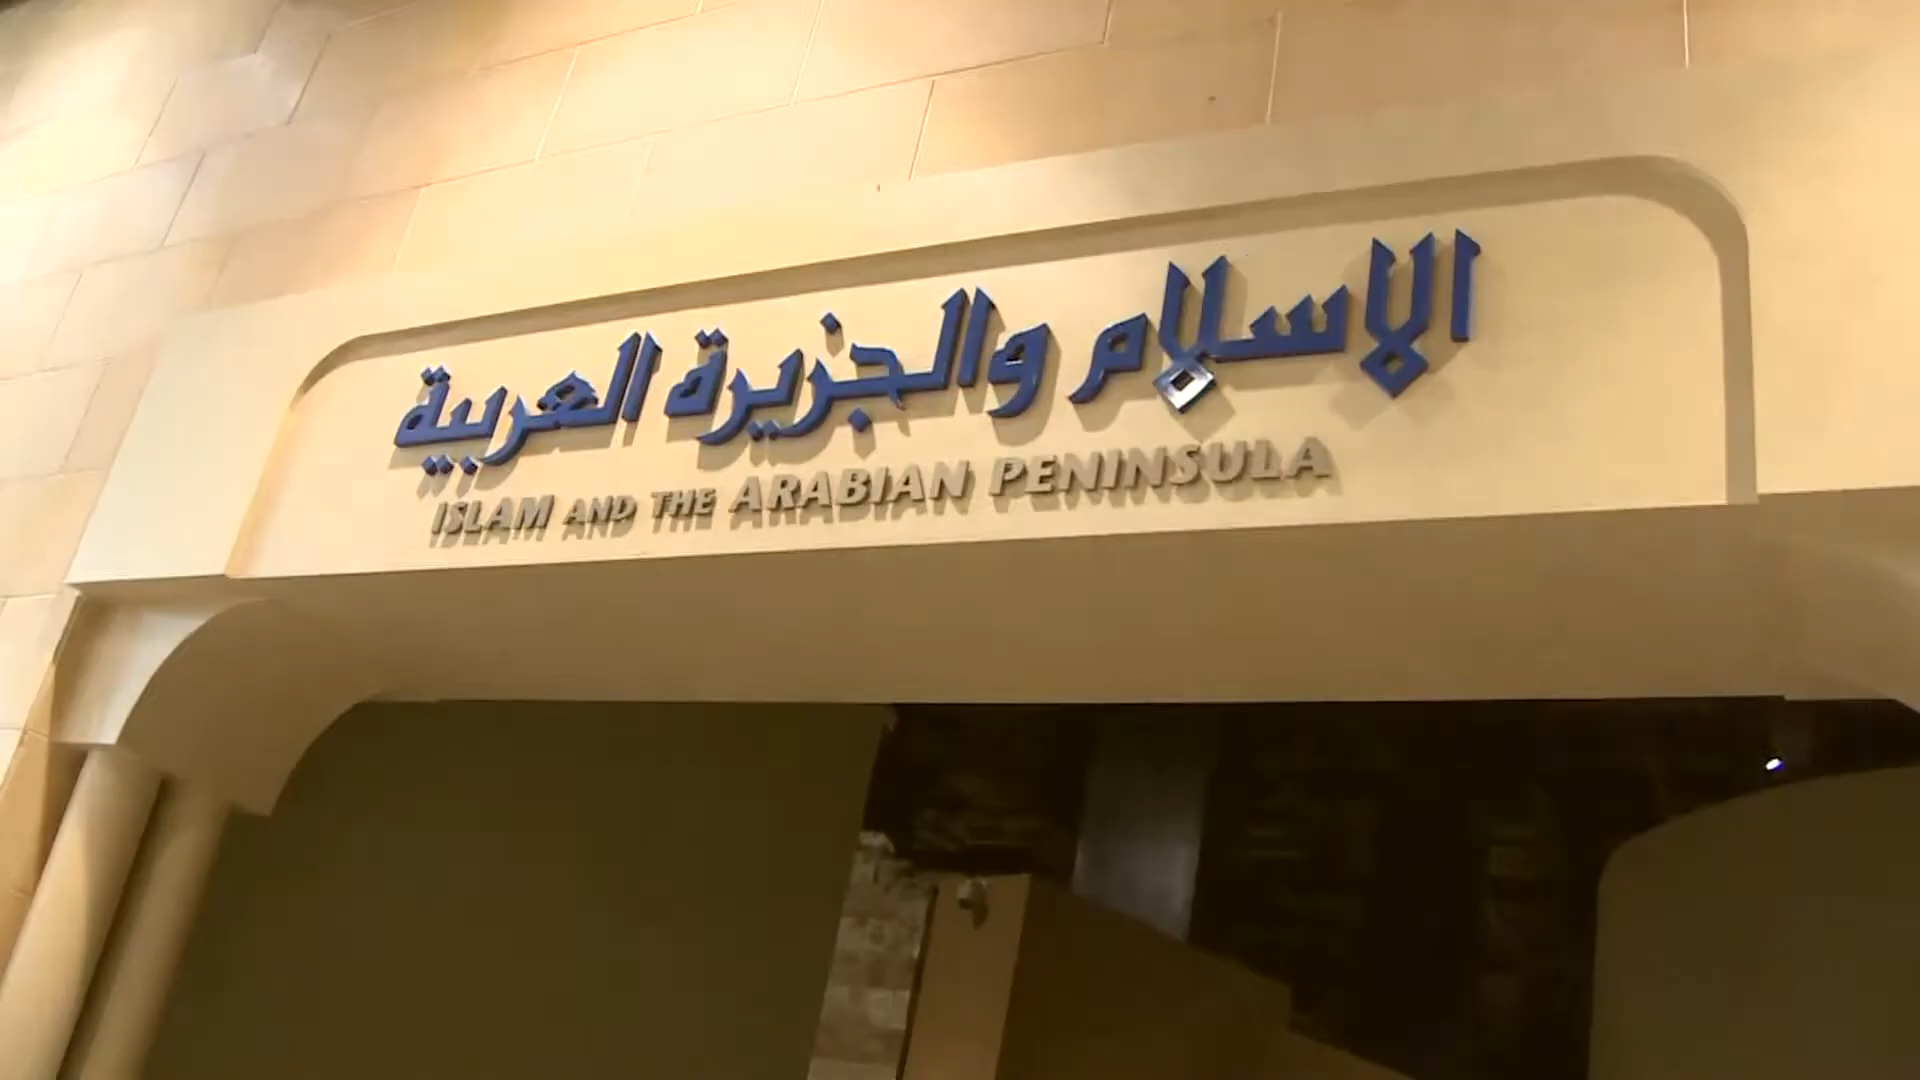 الإسلام والجزيرة العربية
ISLAM AND THE ARABIAN PENINSULA